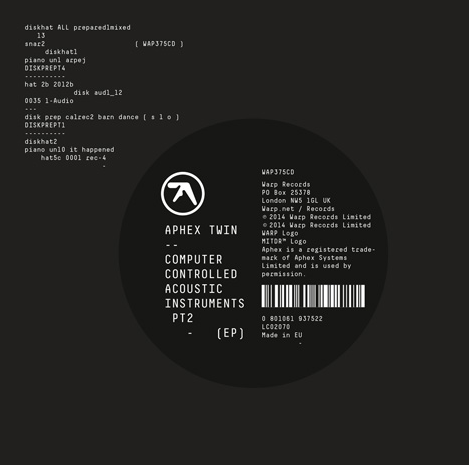 diskhat ALL prepared1mixed
13
snar2 [ WAP375CD ]
diskhat1
piano un1 arpej
DISKPREPT4
----------
hat 2b 2012b
disk aud1_12
0035 1-Audio
---
disk prep calrec2 barn dance [ s l o ]
DISKPREPT1
----------
diskhat2
piano un10 it happened
hat5c 0001 rec-4
-
APHEX TWIN
--
COMPUTER
CONTROLLED
ACOUSTIC
INSTRUMENTS
PT2
- (EP)
WAP375CD
Warp Records
PO Box 25378
London NW5 1GL UK
Warp.net / Records
℗ 2014 Warp Records Limited
© 2014 Warp Records Limited
WARP Logo
MITDR™ Logo
Aphex is a registered trade-
mark of Aphex Systems
Limited and is used by
permission.
0 801061 937522
LC02070
Made in EU
-